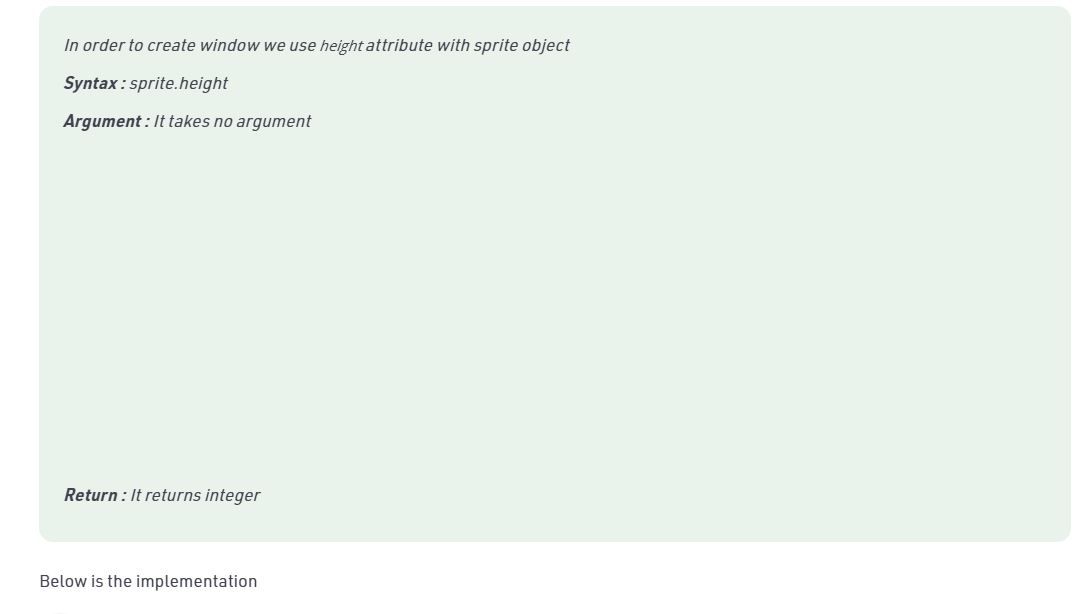 In order to create window we use height attribute with sprite object
Syntax : sprite.height
Argument : It takes no argument
Return : It returns integer
Below is the implementation